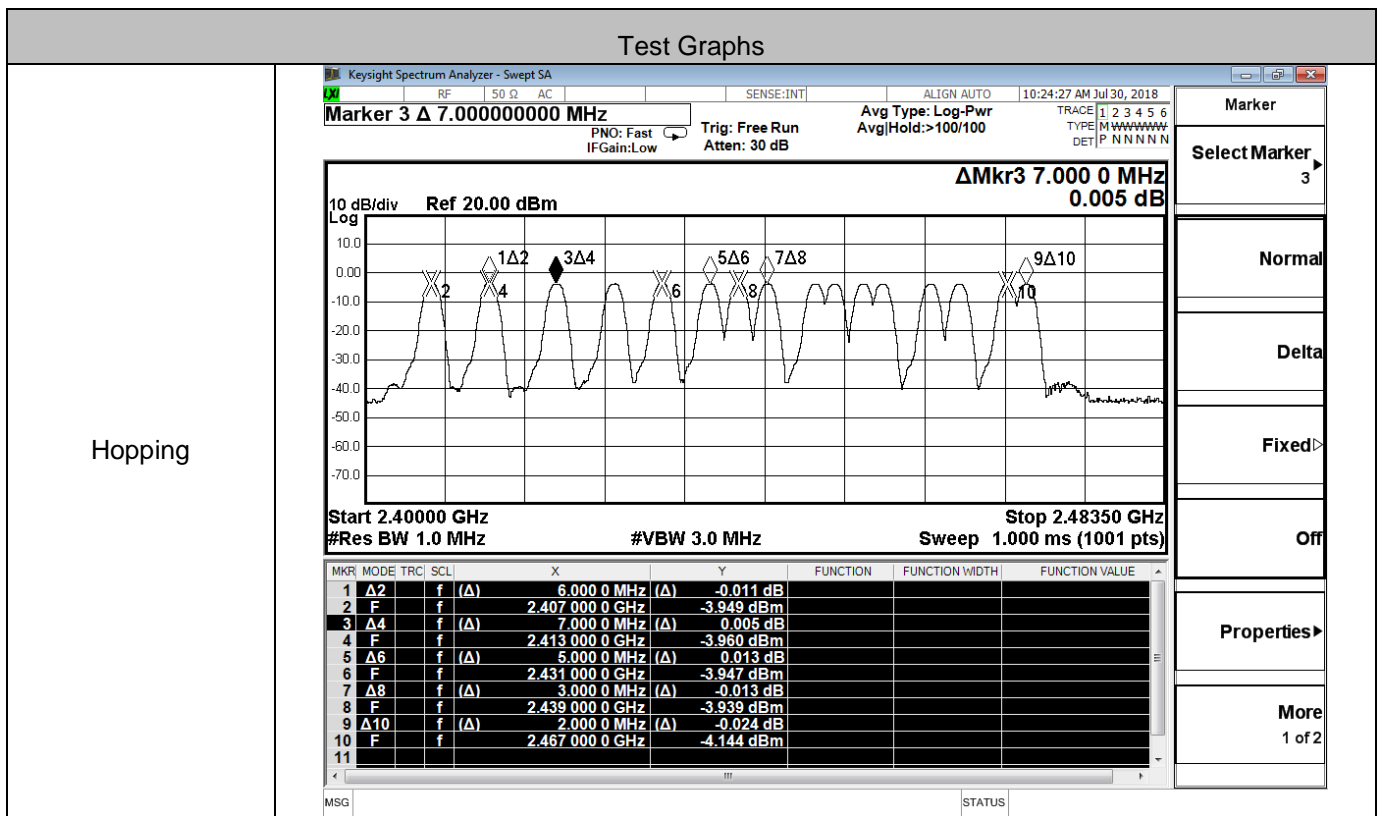 Test Graphs
Hopping
Keysight Spectrum Analyzer - Swept SA
LXI RF 50 Ω AC SENSE:INT ALIGN AUTO 10:24:27 AM Jul 30, 2018
Marker 3 Δ 7.000000000 MHz
PNO: Fast
IFGain:Low
Trig: Free Run
Atten: 30 dB
Avg Type: Log-Pwr
Avg|Hold:>100/100
TRACE 1 2 3 4 5 6
TYPE M W W W W W
DET P N N N N N
ΔMkr3 7.000 0 MHz
0.005 dB
10 dB/div Ref 20.00 dBm
Log
10.0
0.00
-10.0
-20.0
-30.0
-40.0
-50.0
-60.0
-70.0
1Δ2 3Δ4 5Δ6 7Δ8 9Δ10
2 4 6 8 10
Start 2.40000 GHz Stop 2.48350 GHz
#Res BW 1.0 MHz #VBW 3.0 MHz Sweep 1.000 ms (1001 pts)
MKR MODE TRC SCL X Y FUNCTION FUNCTION WIDTH FUNCTION VALUE
1 Δ2 f (Δ) 6.000 0 MHz (Δ) -0.011 dB
2 F f 2.407 000 0 GHz -3.949 dBm
3 Δ4 f (Δ) 7.000 0 MHz (Δ) 0.005 dB
4 F f 2.413 000 0 GHz -3.960 dBm
5 Δ6 f (Δ) 5.000 0 MHz (Δ) 0.013 dB
6 F f 2.431 000 0 GHz -3.947 dBm
7 Δ8 f (Δ) 3.000 0 MHz (Δ) -0.013 dB
8 F f 2.439 000 0 GHz -3.939 dBm
9 Δ10 f (Δ) 2.000 0 MHz (Δ) -0.024 dB
10 F f 2.467 000 0 GHz -4.144 dBm
11
MSG STATUS
Marker
Select Marker
3
Normal
Delta
Fixed
Off
Properties
More
1 of 2